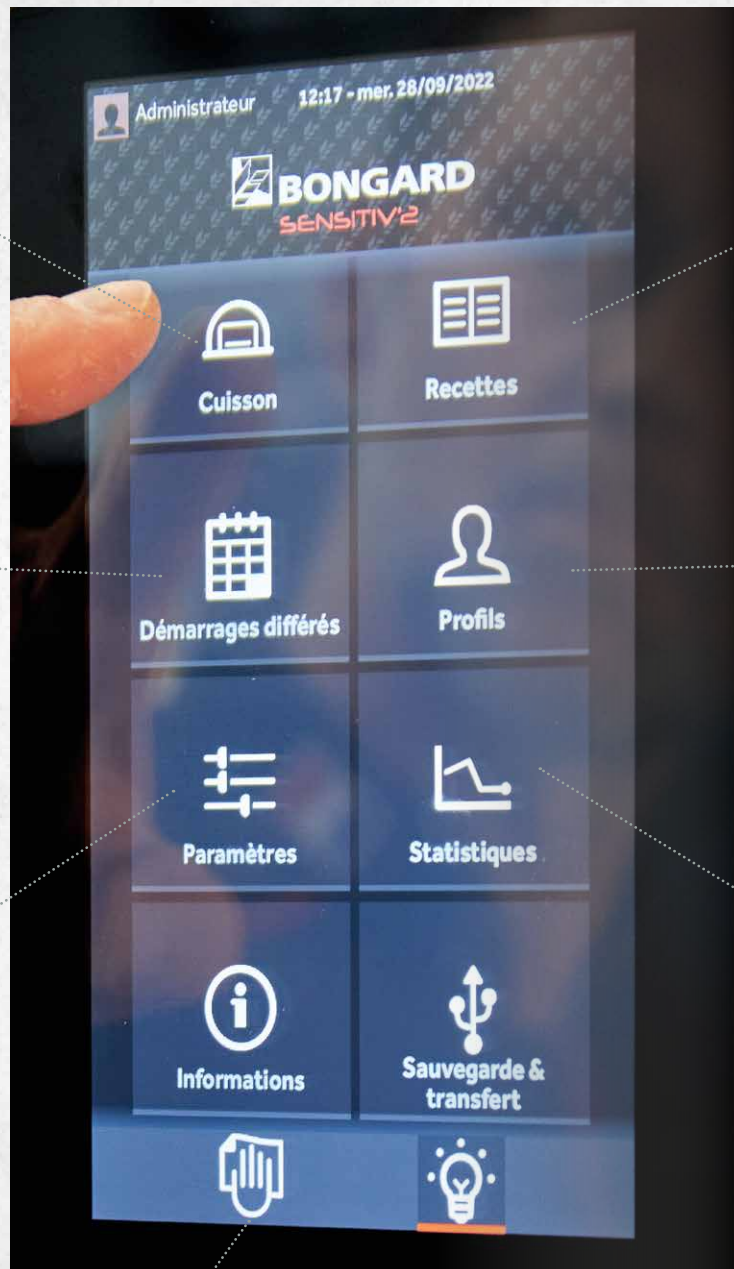 Administrateur 12:17 - mer. 28/09/2022
BONGARD
SENSITIV'2
Cuisson
Recettes
Démarrages différés
Profils
Paramètres
Statistiques
Informations
Sauvegarde &
transfert